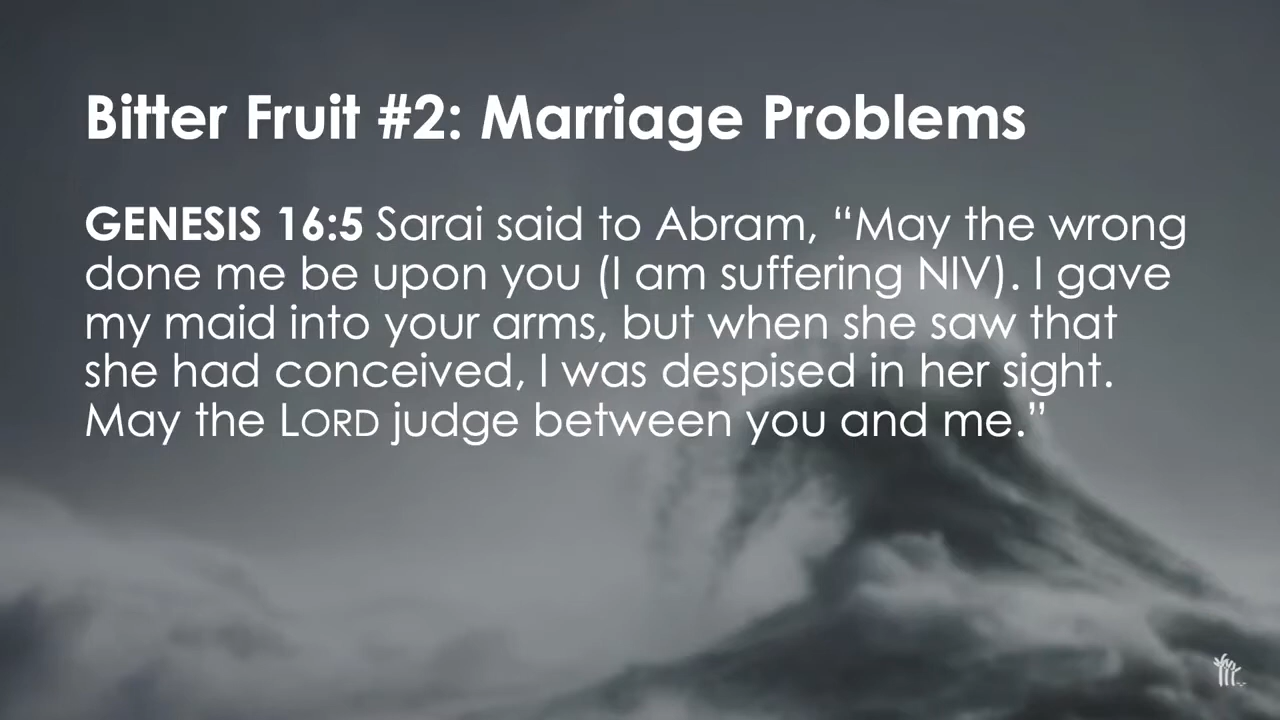 Bitter Fruit #2: Marriage Problems
GENESIS 16:5 Sarai said to Abram, “May the wrong
done me be upon you (I am suffering NIV). I gave
my maid into your arms, but when she saw that
she had conceived, I was despised in her sight.
May the LORD judge between you and me.”